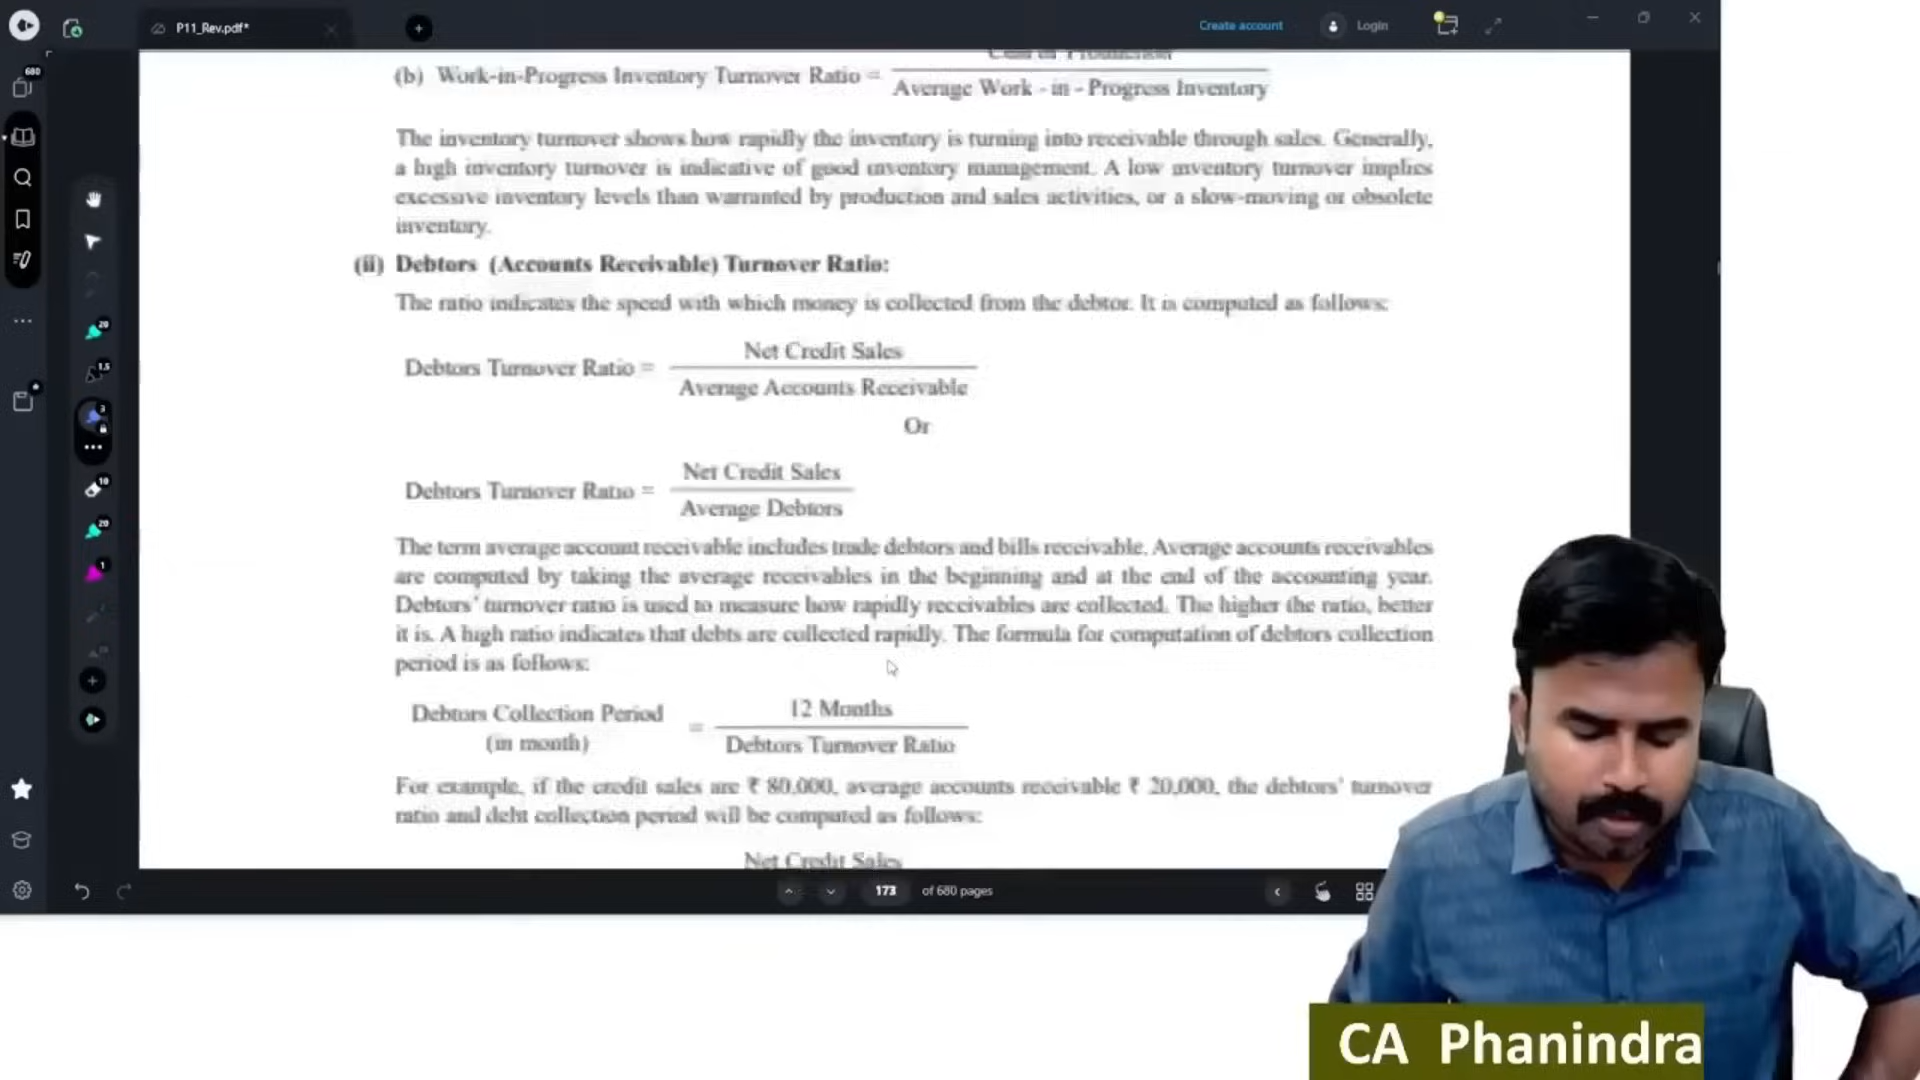 680
P11_Rev.pdf*
Create account
Login
(b) Work-in-Progress Inventory Turnover Ratio = Cost of Production
Average Work - in - Progress Inventory
The inventory turnover shows how rapidly the inventory is turning into receivable through sales. Generally,
a high inventory turnover is indicative of good inventory management. A low inventory turnover implies
excessive inventory levels than warranted by production and sales activities, or a slow-moving or obsolete
inventory.
(ii) Debtors (Accounts Receivable) Turnover Ratio:
The ratio indicates the speed with which money is collected from the debtor. It is computed as follows:
Debtors Turnover Ratio = Net Credit Sales
Average Accounts Receivable
Or
Debtors Turnover Ratio = Net Credit Sales
Average Debtors
The term average account receivable includes trade debtors and bills receivable. Average accounts receivables
are computed by taking the average receivables in the beginning and at the end of the accounting year.
Debtors' turnover ratio is used to measure how rapidly receivables are collected. The higher the ratio, better
it is. A high ratio indicates that debts are collected rapidly. The formula for computation of debtors collection
period is as follows:
Debtors Collection Period
(in month)
= 12 Months
Debtors Turnover Ratio
For example, if the credit sales are ₹ 80,000, average accounts receivable ₹ 20,000, the debtors' turnover
ratio and debt collection period will be computed as follows:
Net Credit Sales
20
1.5
3
10
20
1
173 of 680 pages
CA Phanindra